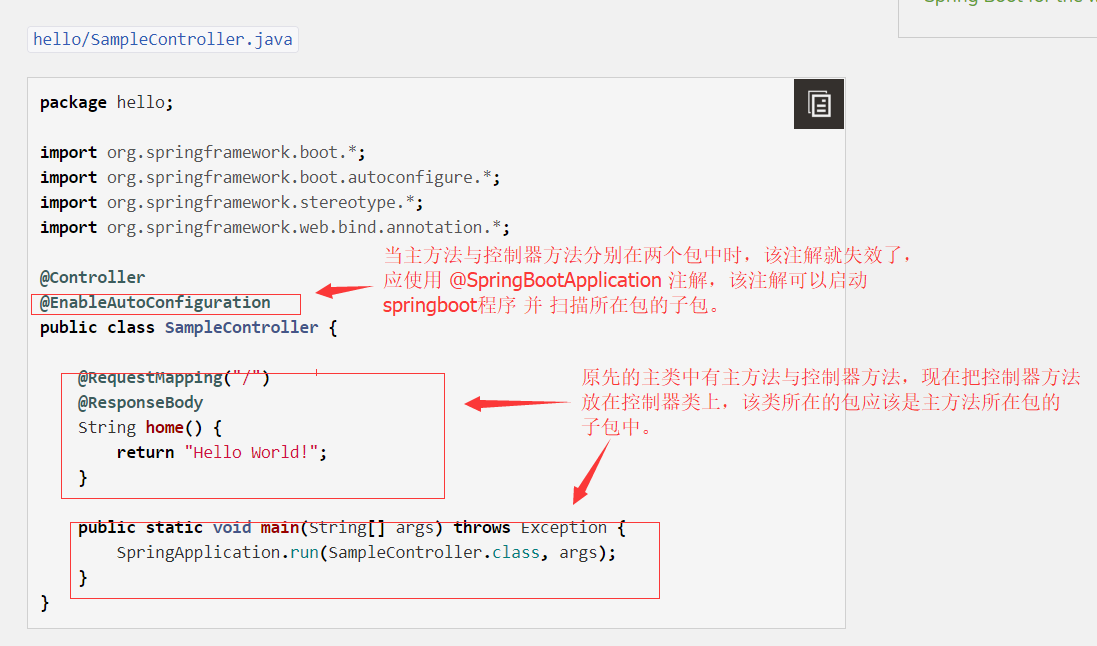 hello/SampleController.java
package hello;
import org.springframework.boot.*;
import org.springframework.boot.autoconfigure.*;
import org.springframework.stereotype.*;
import org.springframework.web.bind.annotation.*;
当主方法与控制器方法分别在两个包中时，该注解就失效了，
应使用 @SpringBootApplication 注解，该注解可以启动
springboot程序 并 扫描所在包的子包。
@Controller
@EnableAutoConfiguration
public class SampleController {
@RequestMapping("/")
@ResponseBody
String home() {
return "Hello World!";
}
原先的主类中有主方法与控制器方法，现在把控制器方法
放在控制器类上，该类所在的包应该是主方法所在包的
子包中。
public static void main(String[] args) throws Exception {
SpringApplication.run(SampleController.class, args);
}
}